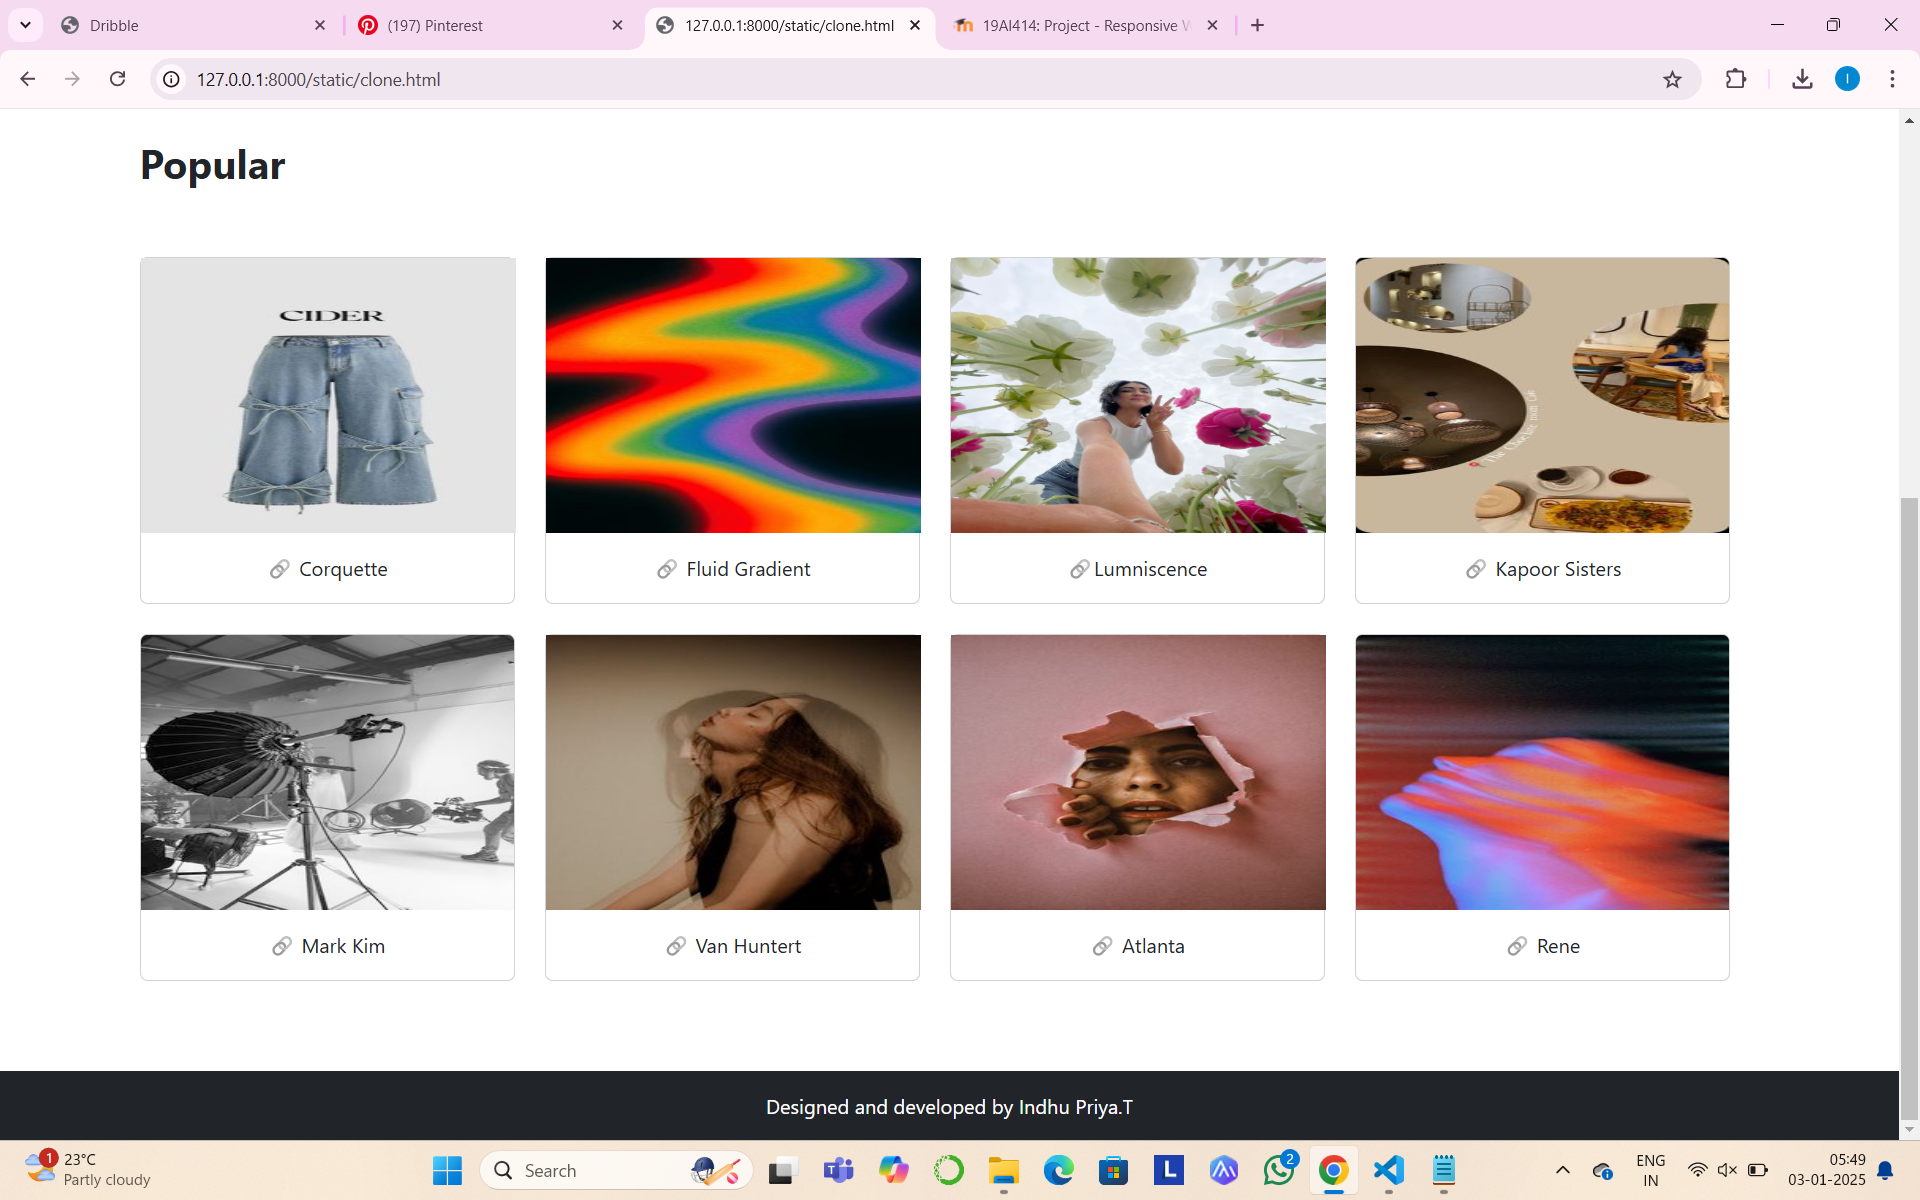 Dribble
(197) Pinterest
127.0.0.1:8000/static/clone.html
19AI414: Project - Responsive W
127.0.0.1:8000/static/clone.html
I
Popular
CIDER
Corquette
Fluid Gradient
Lumniscence
Kapoor Sisters
Mark Kim
Van Huntert
Atlanta
Rene
Designed and developed by Indhu Priya.T
1
23°C
Partly cloudy
Search
L
2
ENG
IN
05:49
03-01-2025